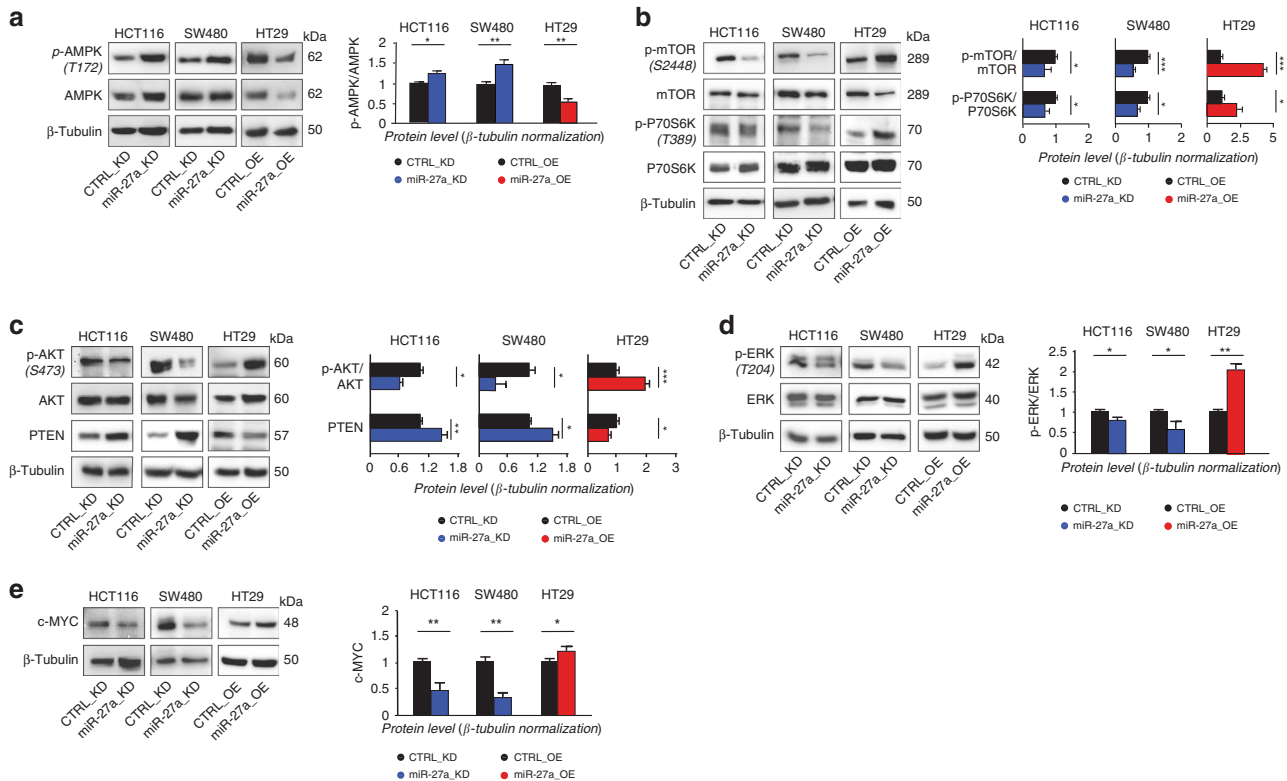 a
HCT116 SW480 HT29 kDa
p-AMPK (T172) 62
AMPK 62
β-Tubulin 50
CTRL_KD miR-27a_KD CTRL_KD miR-27a_KD CTRL_OE miR-27a_OE
HCT116 SW480 HT29
* ** **
p-AMPK/AMPK
2
1.5
1
0.5
0
Protein level (β-tubulin normalization)
CTRL_KD CTRL_OE
miR-27a_KD miR-27a_OE
b
HCT116 SW480 HT29 kDa
p-mTOR (S2448) 289
mTOR 289
p-P70S6K (T389) 70
P70S6K 70
β-Tubulin 50
CTRL_KD miR-27a_KD CTRL_KD miR-27a_KD CTRL_OE miR-27a_OE
HCT116 SW480 HT29
p-mTOR/
mTOR
* *** ***
p-P70S6K/
P70S6K
* * *
0 1 2 0 1 2 0 2.5 5
Protein level (β-tubulin normalization)
CTRL_KD CTRL_OE
miR-27a_KD miR-27a_OE
c
HCT116 SW480 HT29 kDa
p-AKT (S473) 60
AKT 60
PTEN 57
β-Tubulin 50
CTRL_KD miR-27a_KD CTRL_KD miR-27a_KD CTRL_OE miR-27a_OE
HCT116 SW480 HT29
p-AKT/
AKT
* * ***
PTEN
** * *
0 0.6 1.2 1.8 0 0.6 1.2 1.8 0 1 2 3
Protein level (β-tubulin normalization)
CTRL_KD CTRL_OE
miR-27a_KD miR-27a_OE
d
HCT116 SW480 HT29 kDa
p-ERK (T204) 42
ERK 40
β-Tubulin 50
CTRL_KD miR-27a_KD CTRL_KD miR-27a_KD CTRL_OE miR-27a_OE
HCT116 SW480 HT29
* * **
p-ERK/ERK
2.5
2
1.5
1
0.5
0
Protein level (β-tubulin normalization)
CTRL_KD CTRL_OE
miR-27a_KD miR-27a_OE
e
HCT116 SW480 HT29 kDa
c-MYC 48
β-Tubulin 50
CTRL_KD miR-27a_KD CTRL_KD miR-27a_KD CTRL_OE miR-27a_OE
HCT116 SW480 HT29
** ** *
c-MYC
2
1.5
1
0.5
0
Protein level (β-tubulin normalization)
CTRL_KD CTRL_OE
miR-27a_KD miR-27a_OE